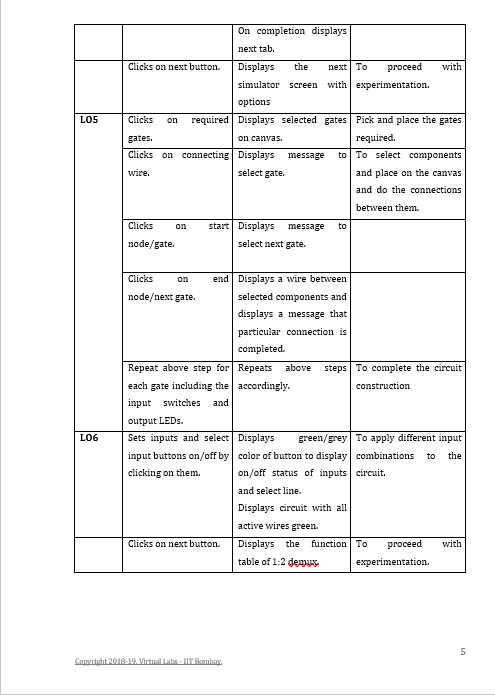 On completion displays
next tab.
Clicks on next button.
Displays the next
simulator screen with
options
To proceed with
experimentation.
LO5
Clicks on required
gates.
Displays selected gates
on canvas.
Pick and place the gates
required.
Clicks on connecting
wire.
Displays message to
select gate.
To select components
and place on the canvas
and do the connections
between them.
Clicks on start
node/gate.
Displays message to
select next gate.
Clicks on end
node/next gate.
Displays a wire between
selected components and
displays a message that
particular connection is
completed.
Repeat above step for
each gate including the
input switches and
output LEDs.
Repeats above steps
accordingly.
To complete the circuit
construction
LO6
Sets inputs and select
input buttons on/off by
clicking on them.
Displays green/grey
color of button to display
on/off status of inputs
and select line.
Displays circuit with all
active wires green.
To apply different input
combinations to the
circuit.
Clicks on next button.
Displays the function
table of 1:2 demux.
To proceed with
experimentation.
5
Copyright 2018-19. Virtual Labs - IIT Bombay.